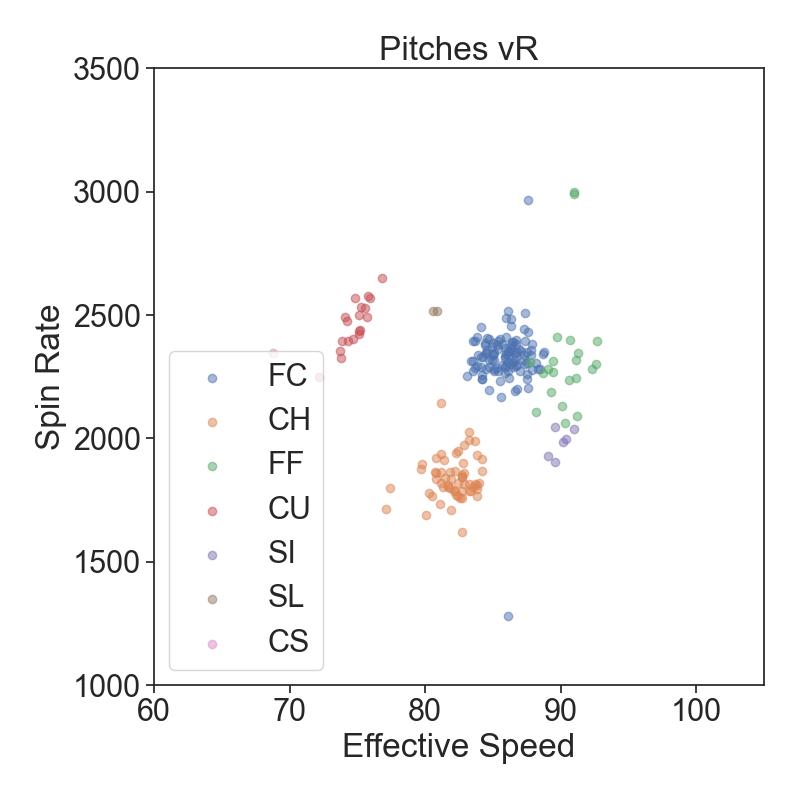 Pitches vR
3500
3000
2500
2000
1500
1000
Spin Rate
FC
CH
FF
CU
SI
SL
CS
60 70 80 90 100
Effective Speed